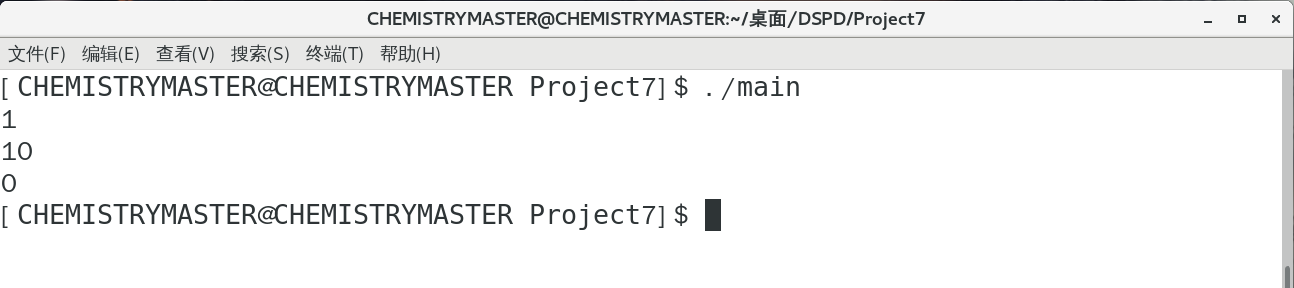 CHEMISTRYMASTER@CHEMISTRYMASTER:~/桌面/DSPD/Project7
文件(F) 编辑(E) 查看(V) 搜索(S) 终端(T) 帮助(H)
[ CHEMISTRYMASTER@CHEMISTRYMASTER Project7]$ ./main
1
10
0
[ CHEMISTRYMASTER@CHEMISTRYMASTER Project7]$